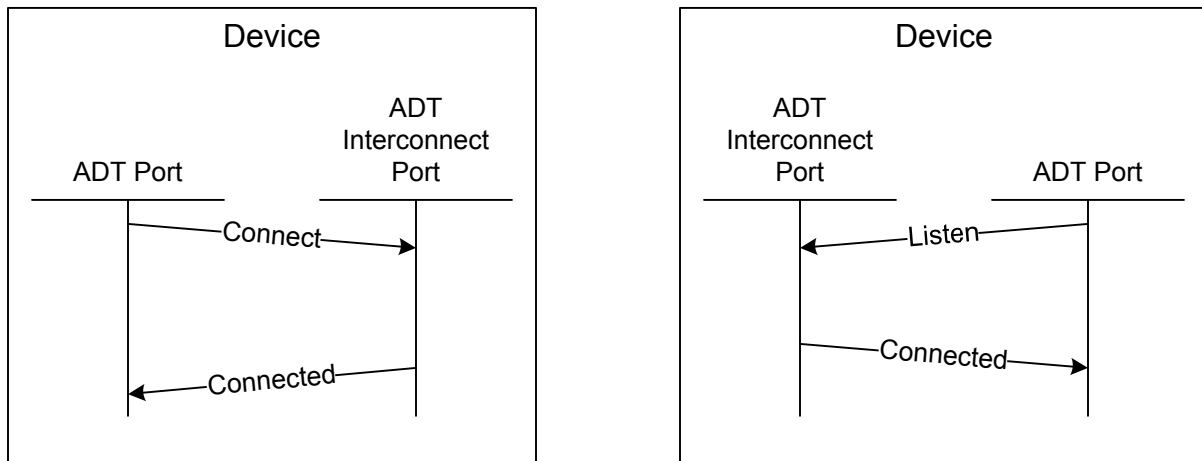 Device
ADT Port
ADT
Interconnect
Port
Connect
Connected
Device
ADT
Interconnect
Port
ADT Port
Listen
Connected